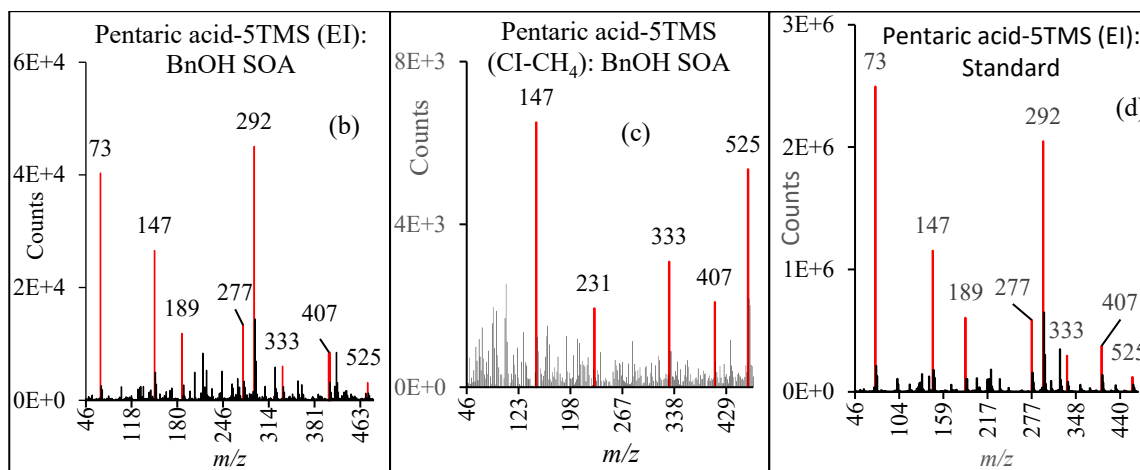 Pentaric acid-5TMS (EI):
BnOH SOA
(b)
6E+4
4E+4
2E+4
0E+0
Counts
73
147
189
277
292
333
407
525
46
118
180
246
314
381
463
m/z
Pentaric acid-5TMS
(CI-CH₄): BnOH SOA
(c)
8E+3
4E+3
0E+0
Counts
147
231
333
407
525
46
123
198
267
338
429
m/z
Pentaric acid-5TMS (EI):
Standard
(d)
3E+6
2E+6
1E+6
0E+0
Counts
73
147
189
277
292
333
407
525
46
104
159
217
277
348
440
m/z